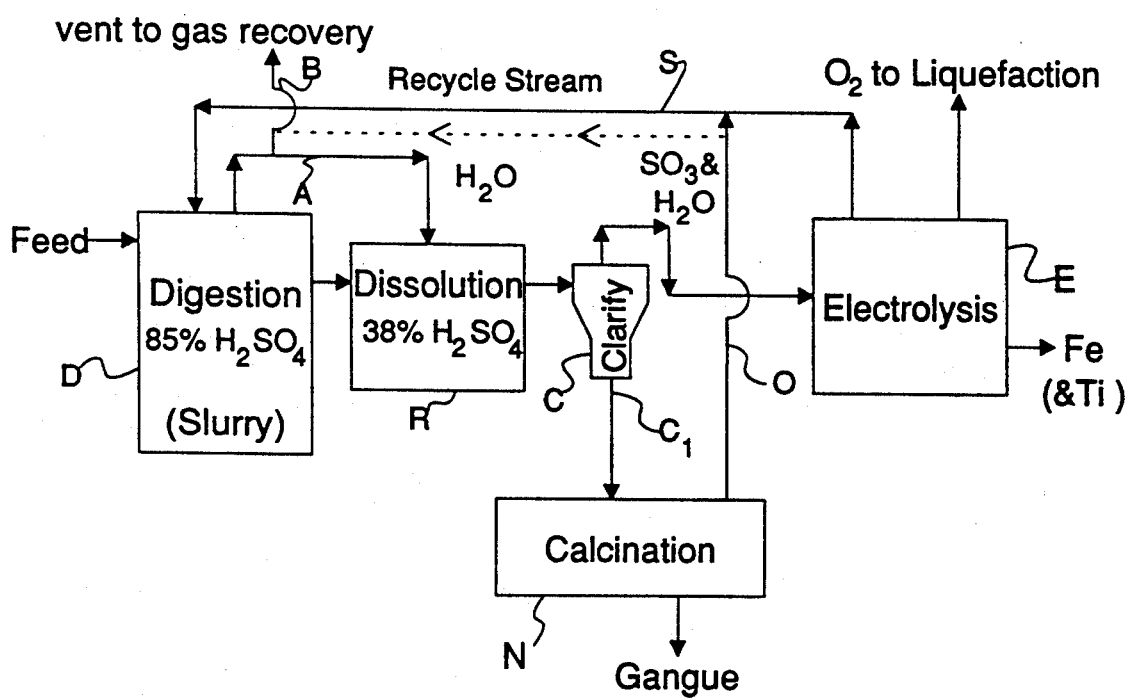 vent to gas recovery
B
Recycle Stream
S
O2 to Liquefaction
A
H2O
SO3&
H2O
Feed
Digestion
85% H2SO4
(Slurry)
D
Dissolution
38% H2SO4
R
Clarify
C
C1
O
Electrolysis
E
Fe
(&Ti )
Calcination
N
Gangue